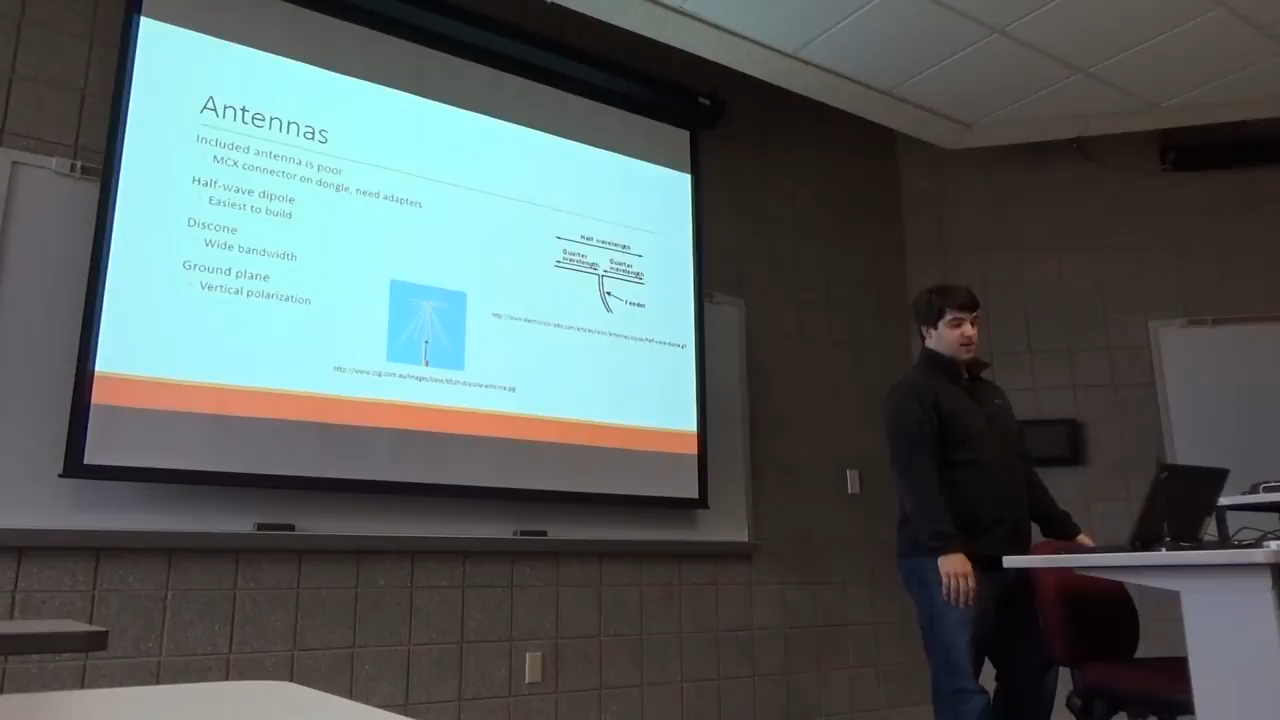 Antennas
Included antenna is poor
MCX connector on dongle, need adapters
Half-wave dipole
Easiest to build
Discone
Wide bandwidth
Ground plane
Vertical polarization
Half wavelength
Quarter wavelength
Quarter wavelength
Feeder